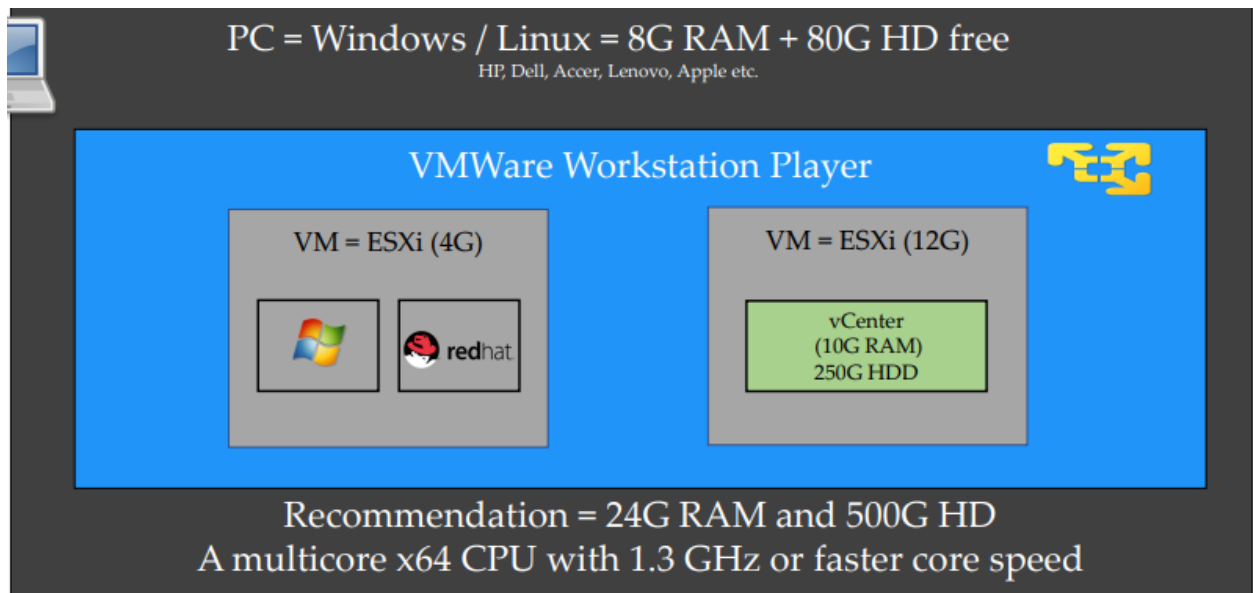 PC = Windows / Linux = 8G RAM + 80G HD free
HP, Dell, Accer, Lenovo, Apple etc.
VMWare Workstation Player
VM = ESXi (4G)
redhat
VM = ESXi (12G)
vCenter
(10G RAM)
250G HDD
Recommendation = 24G RAM and 500G HD
A multicore x64 CPU with 1.3 GHz or faster core speed